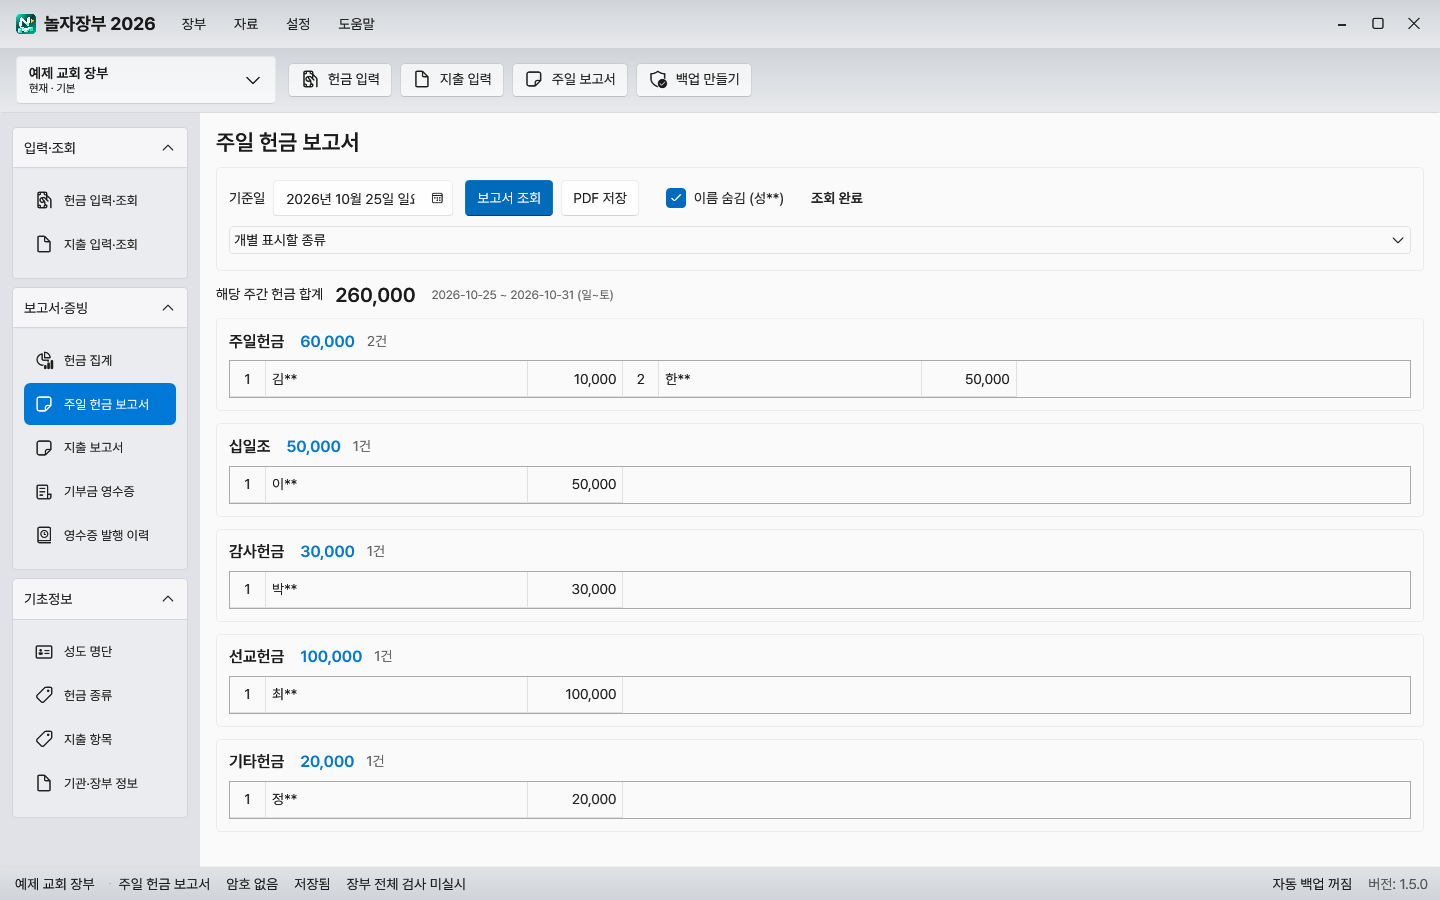 놀자장부 2026 장부 자료 설정 도움말
예제 교회 장부
현재 · 기본
헌금 입력 지출 입력 주일 보고서 백업 만들기
입력·조회
헌금 입력·조회
지출 입력·조회
보고서·증빙
헌금 집계
주일 헌금 보고서
지출 보고서
기부금 영수증
영수증 발행 이력
기초정보
성도 명단
헌금 종류
지출 항목
기관·장부 정보
주일 헌금 보고서
기준일 2026년 10월 25일 보고서 조회 PDF 저장 이름 숨김 (성**) 조회 완료
개별 표시할 종류
해당 주간 헌금 합계 260,000 2026-10-25 ~ 2026-10-31 (일~토)
주일헌금 60,000 2건
1 김** 10,000 2 한** 50,000
십일조 50,000 1건
1 이** 50,000
감사헌금 30,000 1건
1 박** 30,000
선교헌금 100,000 1건
1 최** 100,000
기타헌금 20,000 1건
1 정** 20,000
예제 교회 장부 · 주일 헌금 보고서 암호 없음 저장됨 장부 전체 검사 미실시 자동 백업 꺼짐 버전: 1.5.0